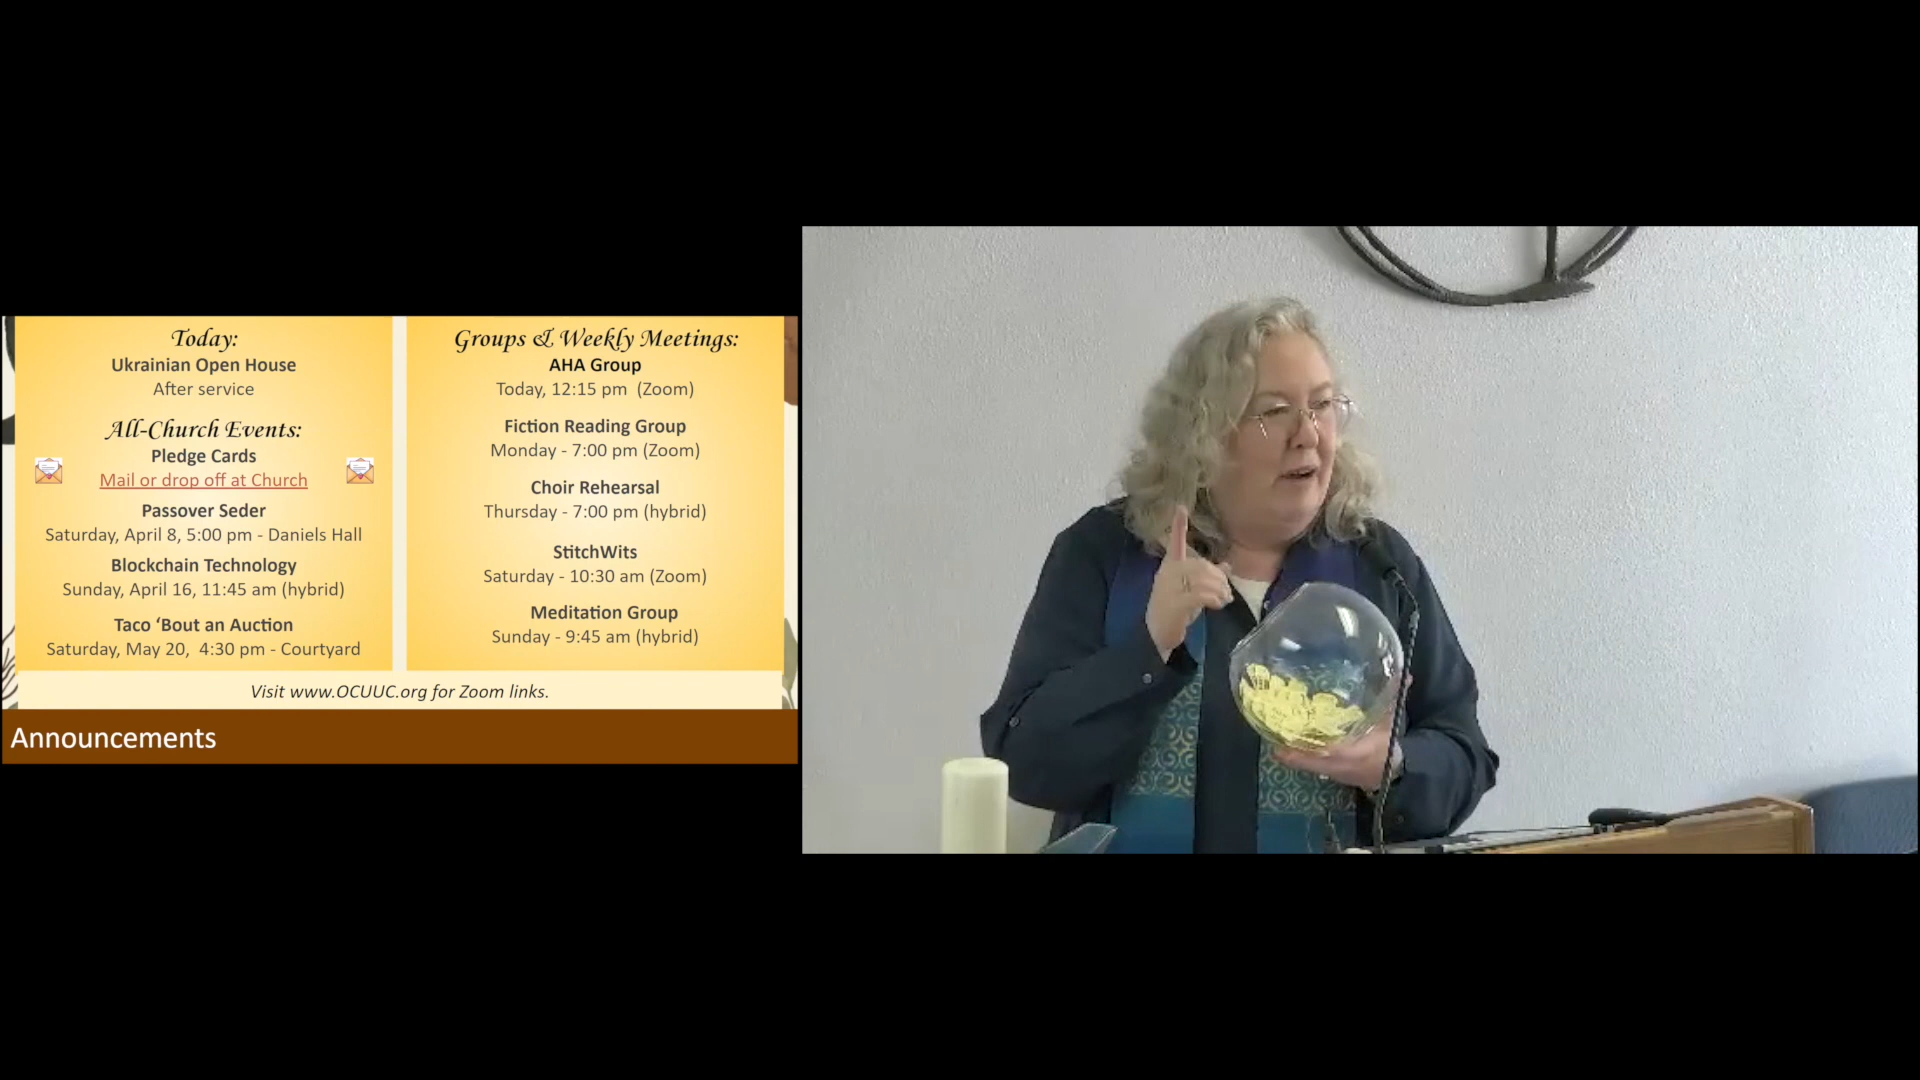 Today:
Ukrainian Open House
After service
All-Church Events:
Pledge Cards
Mail or drop off at Church
Passover Seder
Saturday, April 8, 5:00 pm - Daniels Hall
Blockchain Technology
Sunday, April 16, 11:45 am (hybrid)
Taco ‘Bout an Auction
Saturday, May 20,  4:30 pm - Courtyard
Groups & Weekly Meetings:
AHA Group
Today, 12:15 pm  (Zoom)
Fiction Reading Group
Monday - 7:00 pm (Zoom)
Choir Rehearsal
Thursday - 7:00 pm (hybrid)
StitchWits
Saturday - 10:30 am (Zoom)
Meditation Group
Sunday - 9:45 am (hybrid)
Visit www.OCUUC.org for Zoom links.
Announcements